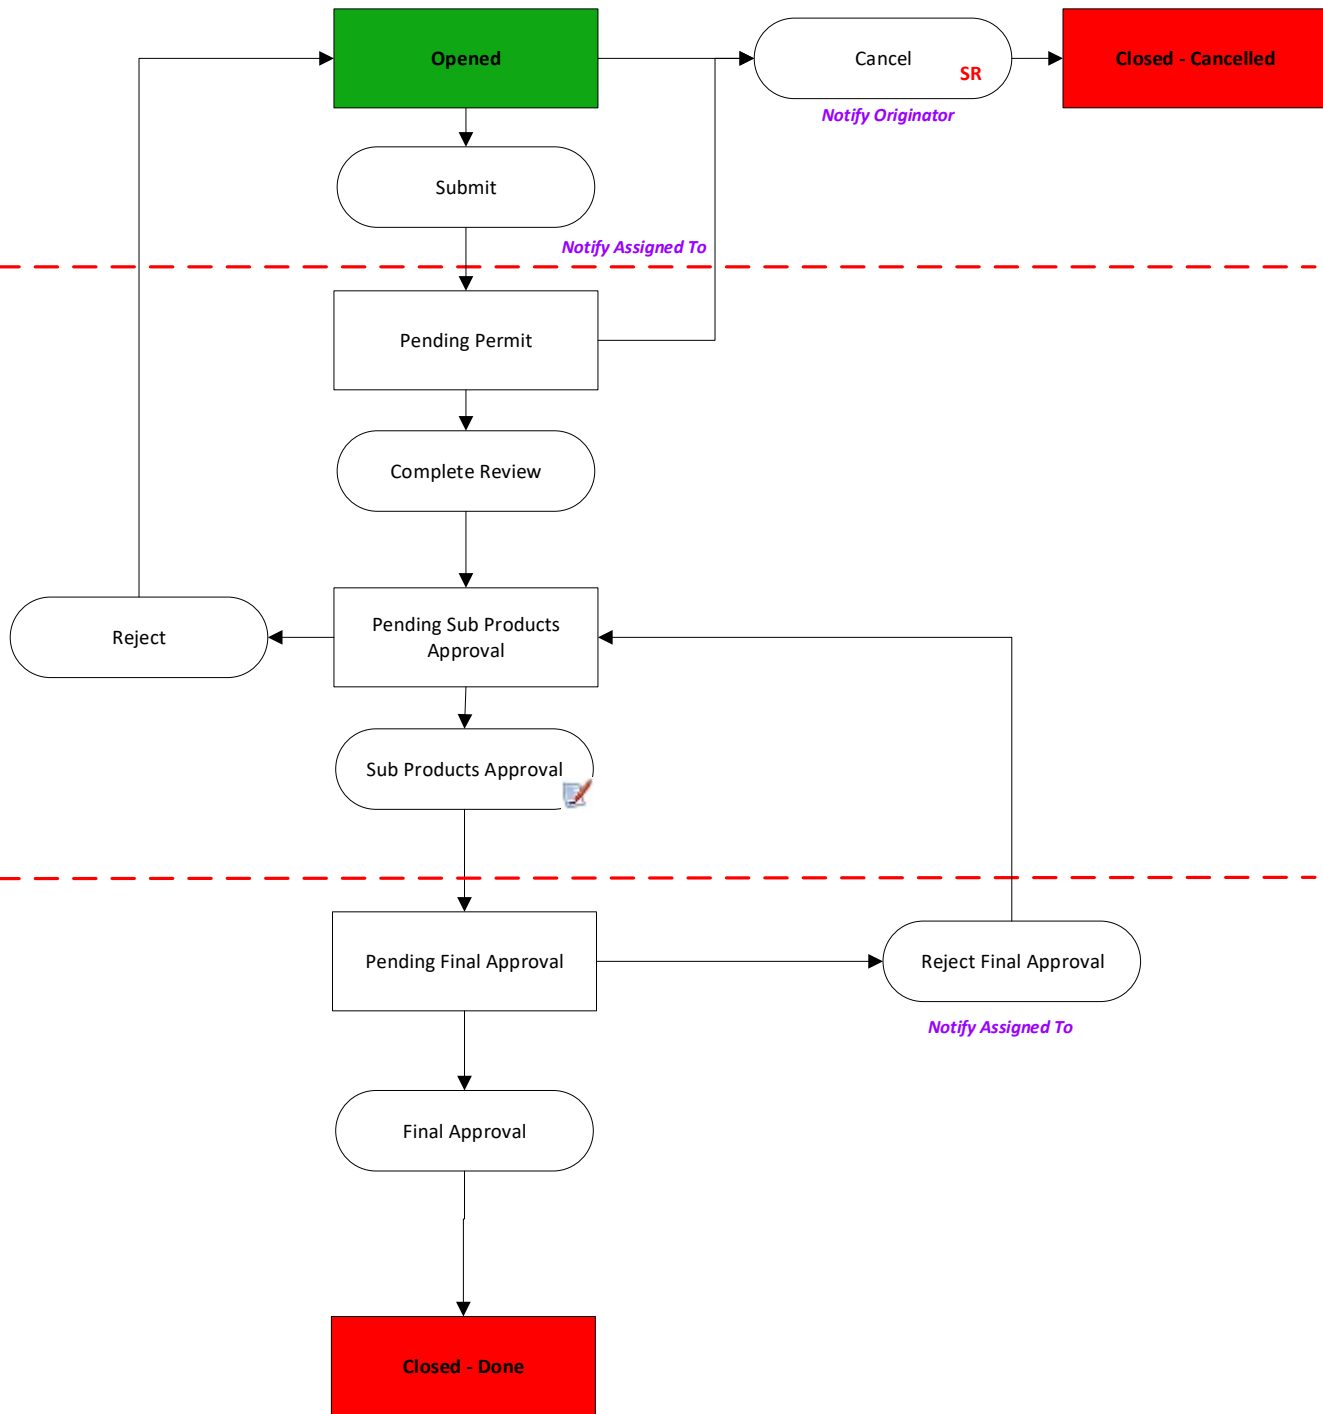 Opened
Cancel
SR
Closed - Cancelled
Notify Originator
Submit
Notify Assigned To
Pending Permit
Complete Review
Reject
Pending Sub Products
Approval
Sub Products Approval
Pending Final Approval
Reject Final Approval
Notify Assigned To
Final Approval
Closed - Done